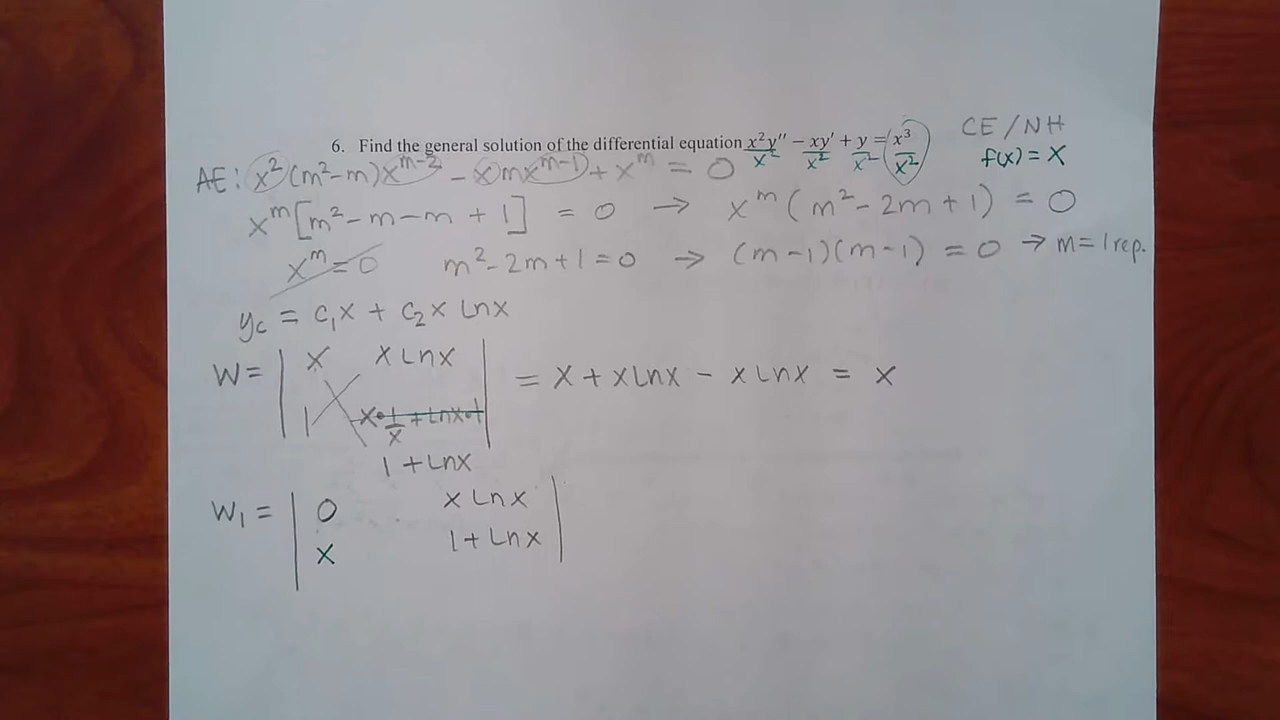 6. Find the general solution of the differential equation x²y″ − xy′ + y = x³ CE/NH
x² x² x² x² f(x) = x
AE: x²(m²−m)x^(m−2) − xmx^(m−1) + x^m = 0
x^m[m²−m−m+1] = 0 → x^m(m²−2m+1) = 0
x^m=0 m²−2m+1=0 → (m−1)(m−1) = 0 → m=1 rep.
y_c = c₁x + c₂x lnx
W= | x x lnx | = x + x lnx − x lnx = x
| 1 x·1/x + lnx·1 |
1 + lnx
W₁ = | 0 x lnx |
| x 1 + lnx |